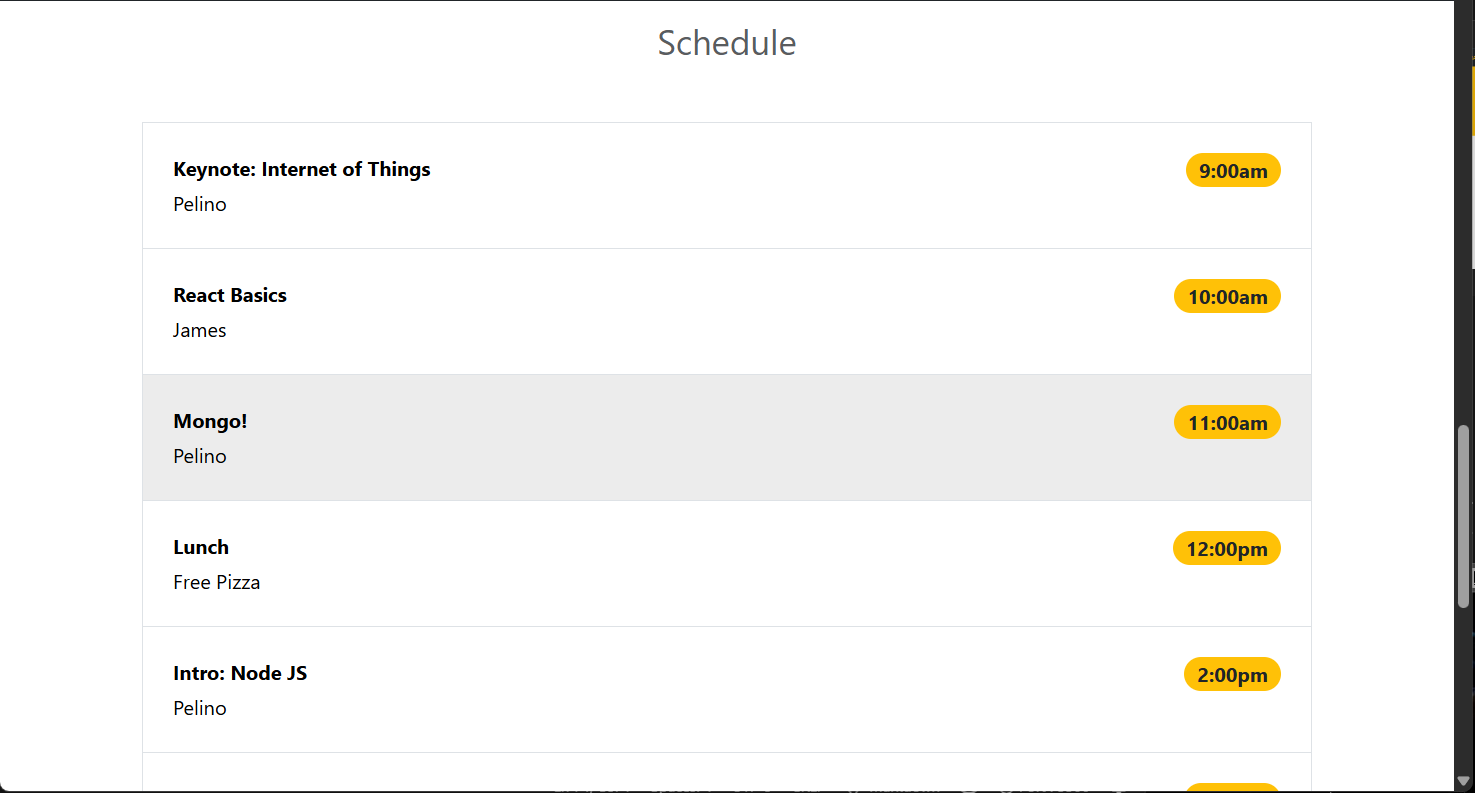 Schedule
Keynote: Internet of Things
9:00am
Pelino
React Basics
10:00am
James
Mongo!
11:00am
Pelino
Lunch
12:00pm
Free Pizza
Intro: Node JS
2:00pm
Pelino